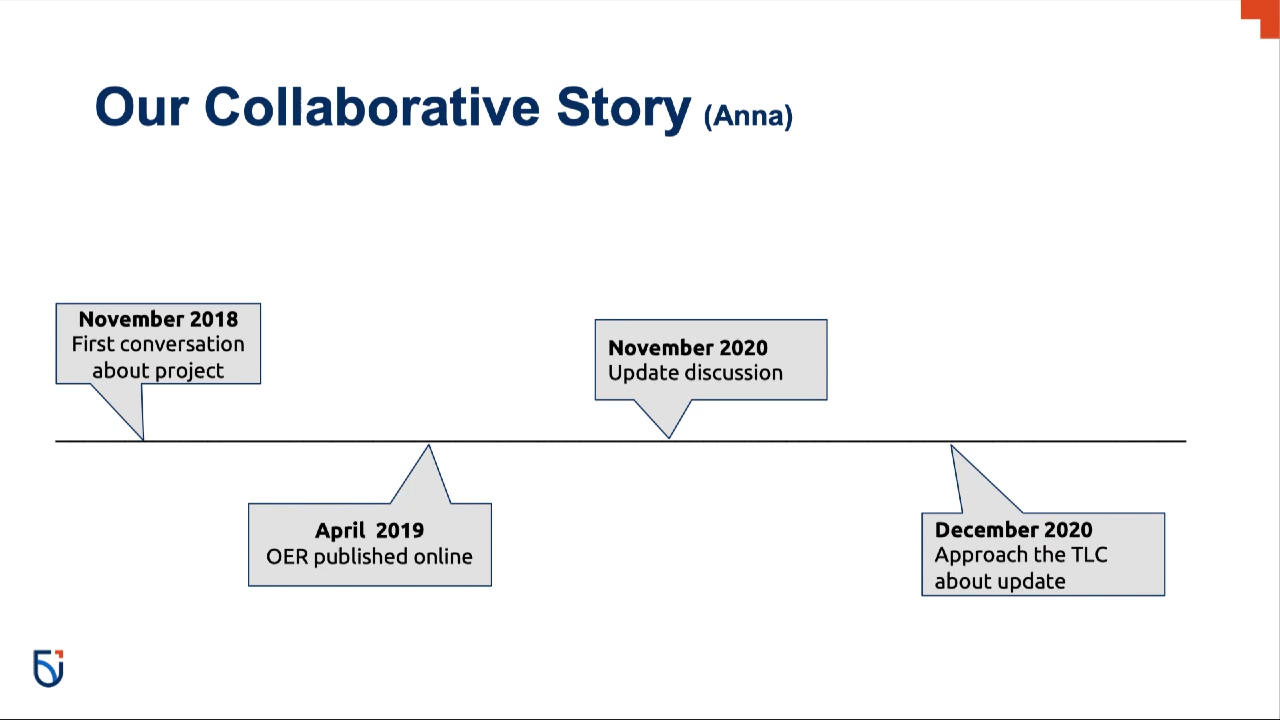 Our Collaborative Story (Anna)
November 2018
First conversation
about project
November 2020
Update discussion
April 2019
OER published online
December 2020
Approach the TLC
about update